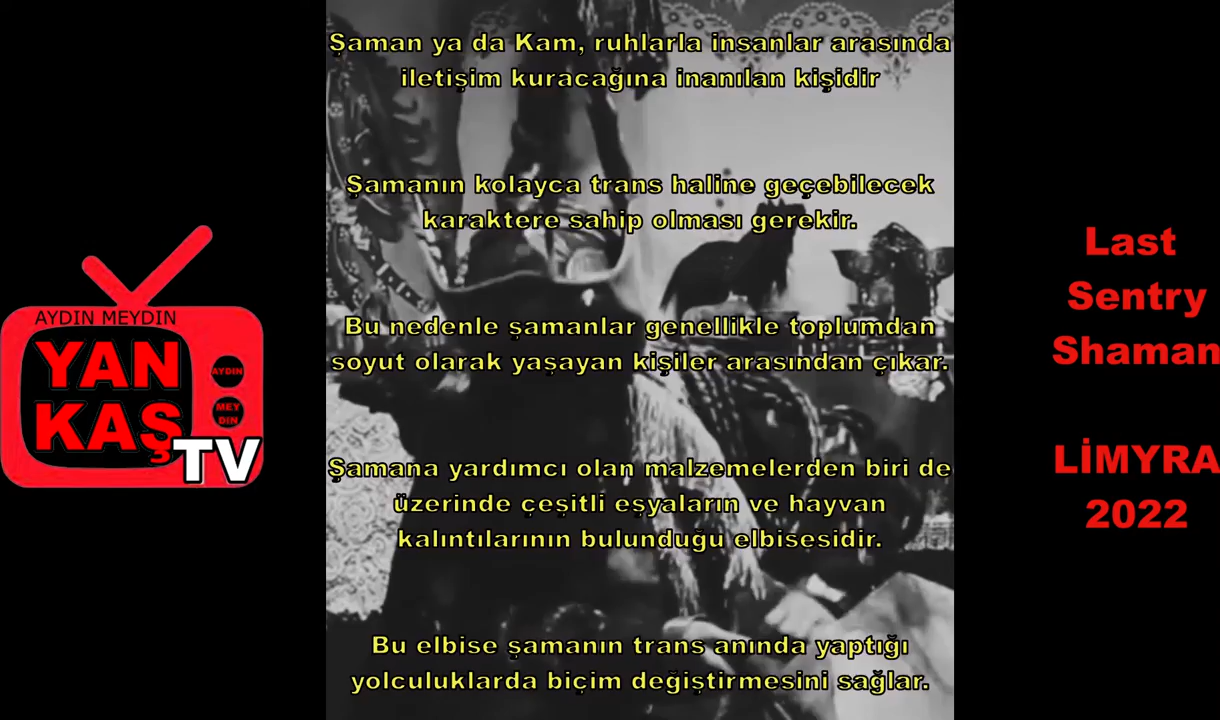 Şaman ya da Kam, ruhlarla insanlar arasında
iletişim kuracağına inanılan kişidir
Şamanın kolayca trans haline geçebilecek
karaktere sahip olması gerekir.
Bu nedenle şamanlar genellikle toplumdan
soyut olarak yaşayan kişiler arasından çıkar.
Şamana yardımcı olan malzemelerden biri de
üzerinde çeşitli eşyaların ve hayvan
kalıntılarının bulunduğu elbisesidir.
Bu elbise şamanın trans anında yaptığı
yolculuklarda biçim değiştirmesini sağlar.
AYDIN MEYDIN
YAN
KAŞ
TV
AYDIN
MEY
DIN
Last
Sentry
Shaman
LİMYRA
2022